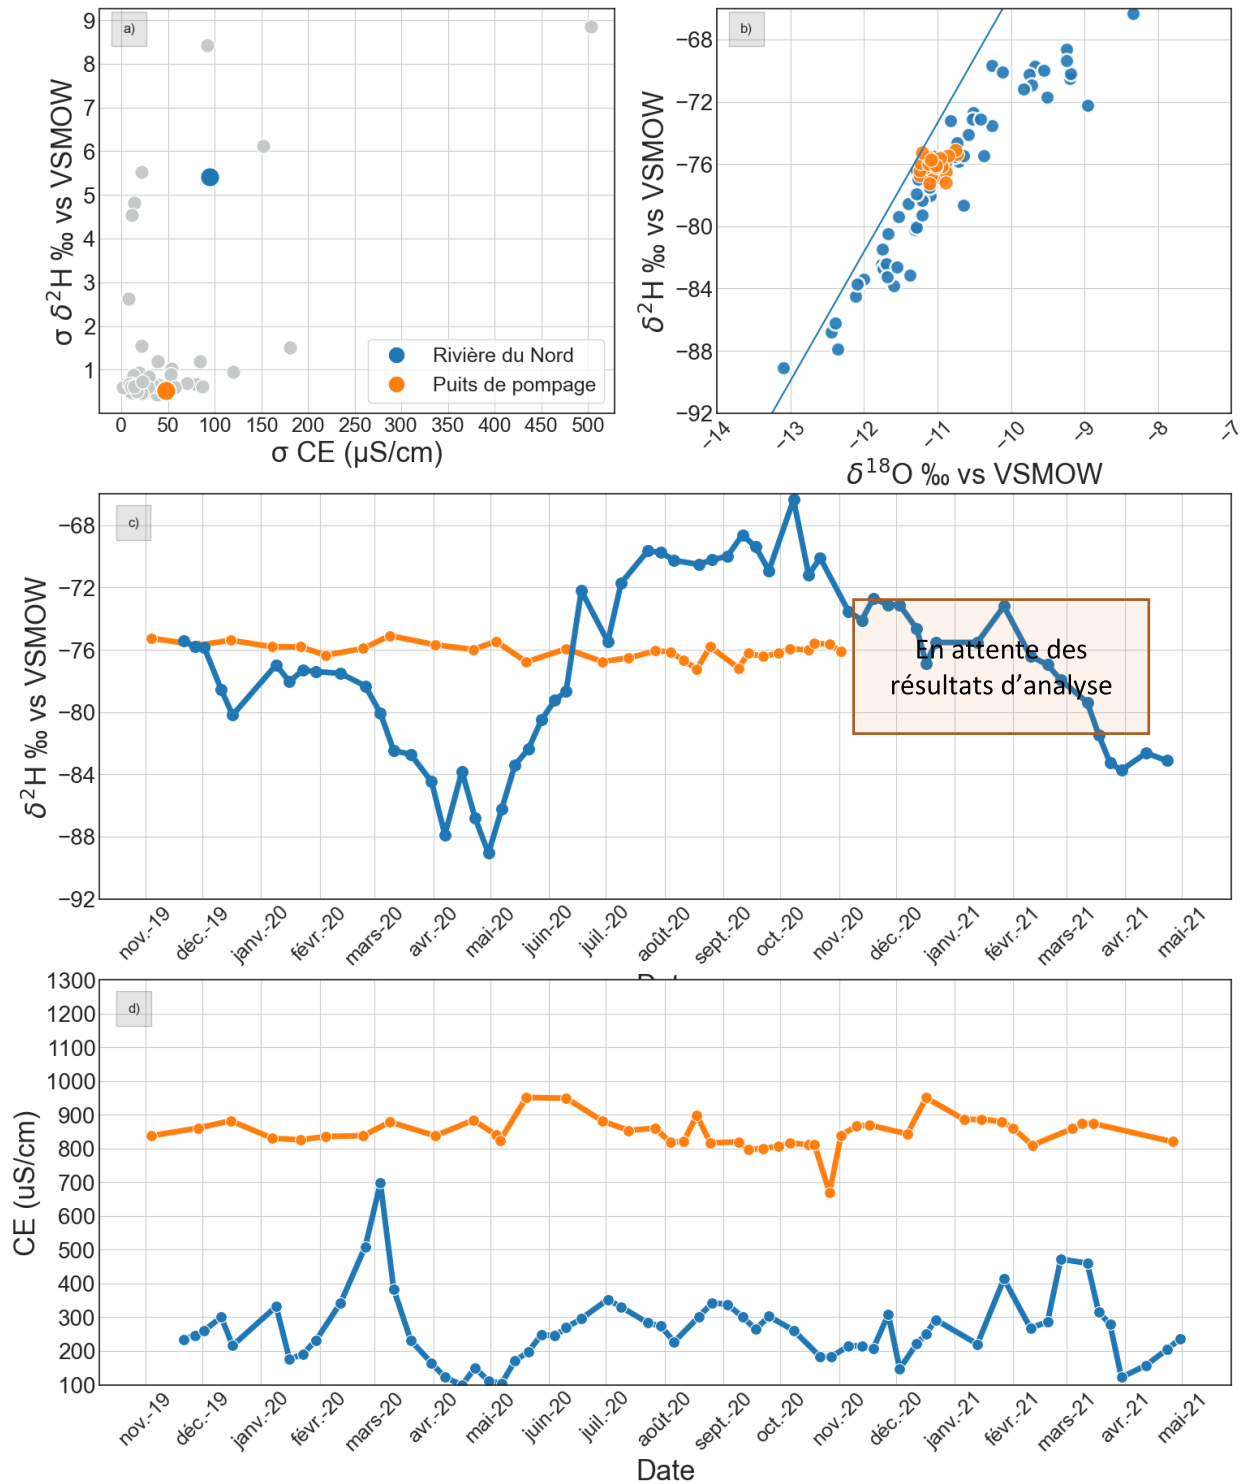 a)
9
8
7
6
5
4
3
2
1
σ δ²H ‰ vs VSMOW
Rivière du Nord
Puits de pompage
0 50 100 150 200 250 300 350 400 450 500
σ CE (µS/cm)
b)
−68
−72
−76
−80
−84
−88
−92
δ²H ‰ vs VSMOW
−14 −13 −12 −11 −10 −9 −8 −7
δ¹⁸O ‰ vs VSMOW
c)
−68
−72
−76
−80
−84
−88
−92
δ²H ‰ vs VSMOW
En attente des
résultats d’analyse
nov.-19 déc.-19 janv.-20 févr.-20 mars-20 avr.-20 mai-20 juin-20 juil.-20 août-20 sept.-20 oct.-20 nov.-20 déc.-20 janv.-21 févr.-21 mars-21 avr.-21 mai-21
d)
1300
1200
1100
1000
900
800
700
600
500
400
300
200
100
CE (uS/cm)
nov.-19 déc.-19 janv.-20 févr.-20 mars-20 avr.-20 mai-20 juin-20 juil.-20 août-20 sept.-20 oct.-20 nov.-20 déc.-20 janv.-21 févr.-21 mars-21 avr.-21 mai-21
Date